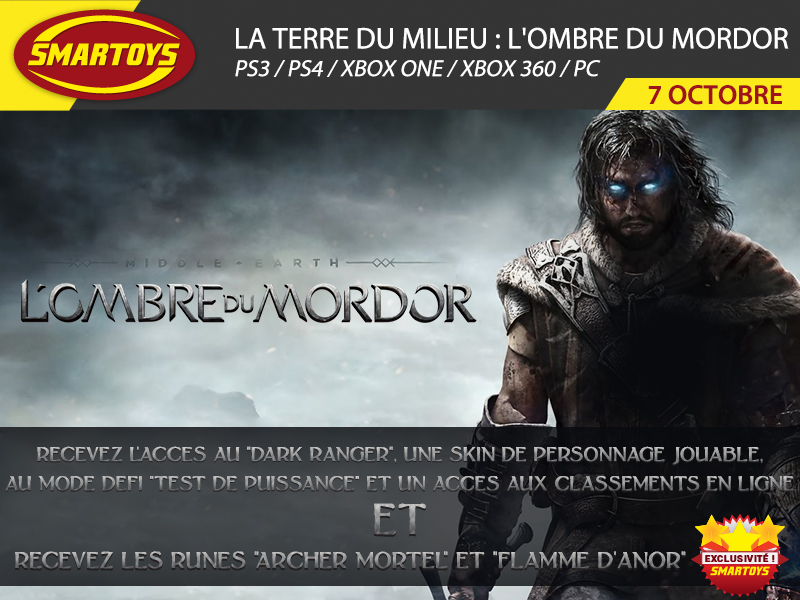 SMARTOYS
LA TERRE DU MILIEU : L'OMBRE DU MORDOR
PS3 / PS4 / XBOX ONE / XBOX 360 / PC
7 OCTOBRE
MIDDLE-EARTH
L'OMBRE DU MORDOR
RECEVEZ L'ACCES AU "DARK RANGER", UNE SKIN DE PERSONNAGE JOUABLE,
AU MODE DEFI "TEST DE PUISSANCE" ET UN ACCES AUX CLASSEMENTS EN LIGNE
ET
RECEVEZ LES RUNES "ARCHER MORTEL" ET "FLAMME D'ANOR"
EXCLUSIVITÉ !
SMARTOYS